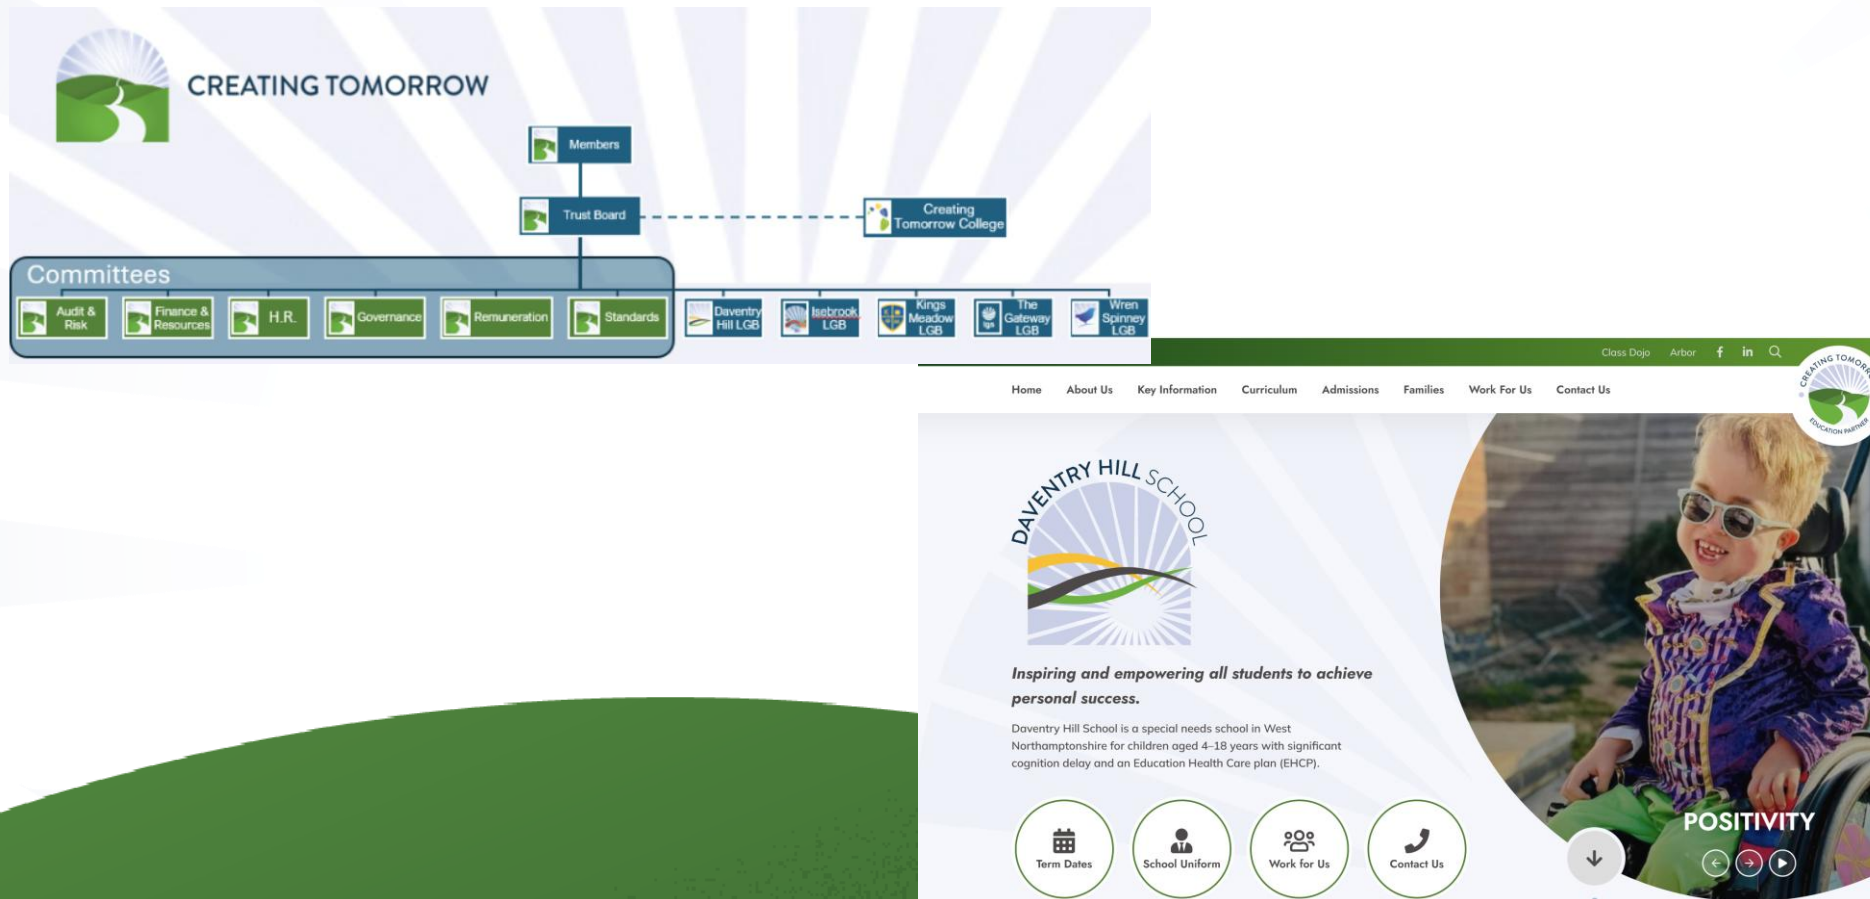 CREATING TOMORROW
Members
Trust Board
Creating
Tomorrow College
Committees
Audit &
Risk
Finance &
Resources
H.R.
Governance
Remuneration
Standards
Daventry
Hill LGB
Isebrook
LGB
Kings
Meadow
LGB
The
Gateway
LGB
Wren
Spinney
LGB
Class Dojo
Arbor
Home
About Us
Key Information
Curriculum
Admissions
Families
Work For Us
Contact Us
EDUCATION PARTNER
DAVENTRY HILL SCHOOL
Inspiring and empowering all students to achieve
personal success.
Daventry Hill School is a special needs school in West
Northamptonshire for children aged 4–18 years with significant
cognition delay and an Education Health Care plan (EHCP).
Term Dates
School Uniform
Work for Us
Contact Us
POSITIVITY